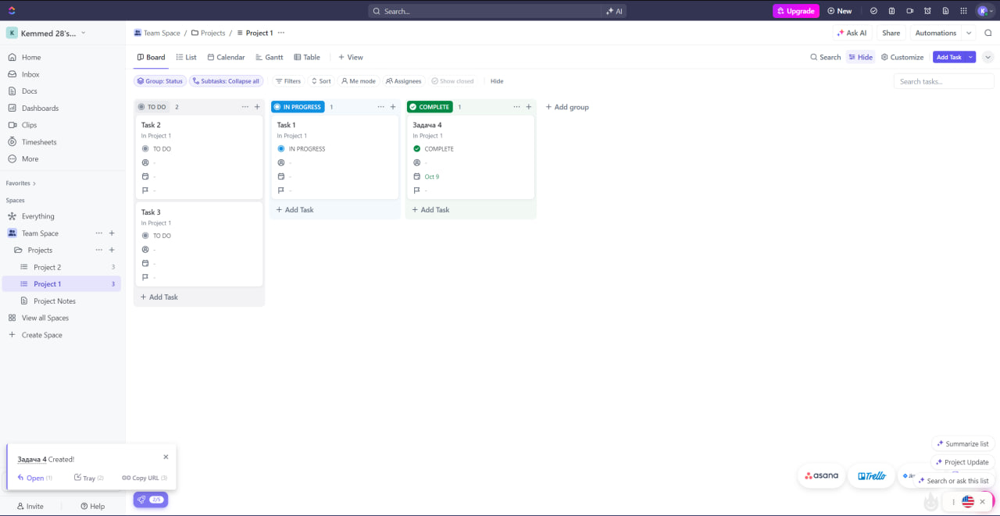 Search...
AI
Upgrade
New
K
K Kemmed 28's...
Team Space / Projects / Project 1 ...
Ask AI
Share
Automations
Home
Inbox
Docs
Dashboards
Clips
Timesheets
More
Favorites
Spaces
Everything
Team Space
Projects
Project 2 3
Project 1 3
Project Notes
View all Spaces
Create Space
Board
List
Calendar
Gantt
Table
+ View
Search
Hide
Customize
Add Task
Group: Status
Subtasks: Collapse all
Filters
Sort
Me mode
Assignees
Show closed
Hide
Search tasks...
TO DO 2
Task 2
In Project 1
TO DO
-
-
-
Task 3
In Project 1
TO DO
-
-
-
+ Add Task
IN PROGRESS 1
Task 1
In Project 1
IN PROGRESS
-
-
-
+ Add Task
COMPLETE 1
Задача 4
In Project 1
COMPLETE
-
Oct 9
-
+ Add Task
+ Add group
Задача 4 Created!
Open (1)
Tray (2)
Copy URL (3)
2/5
Invite
Help
Summarize list
Project Update
Search or ask this list
asana
Trello